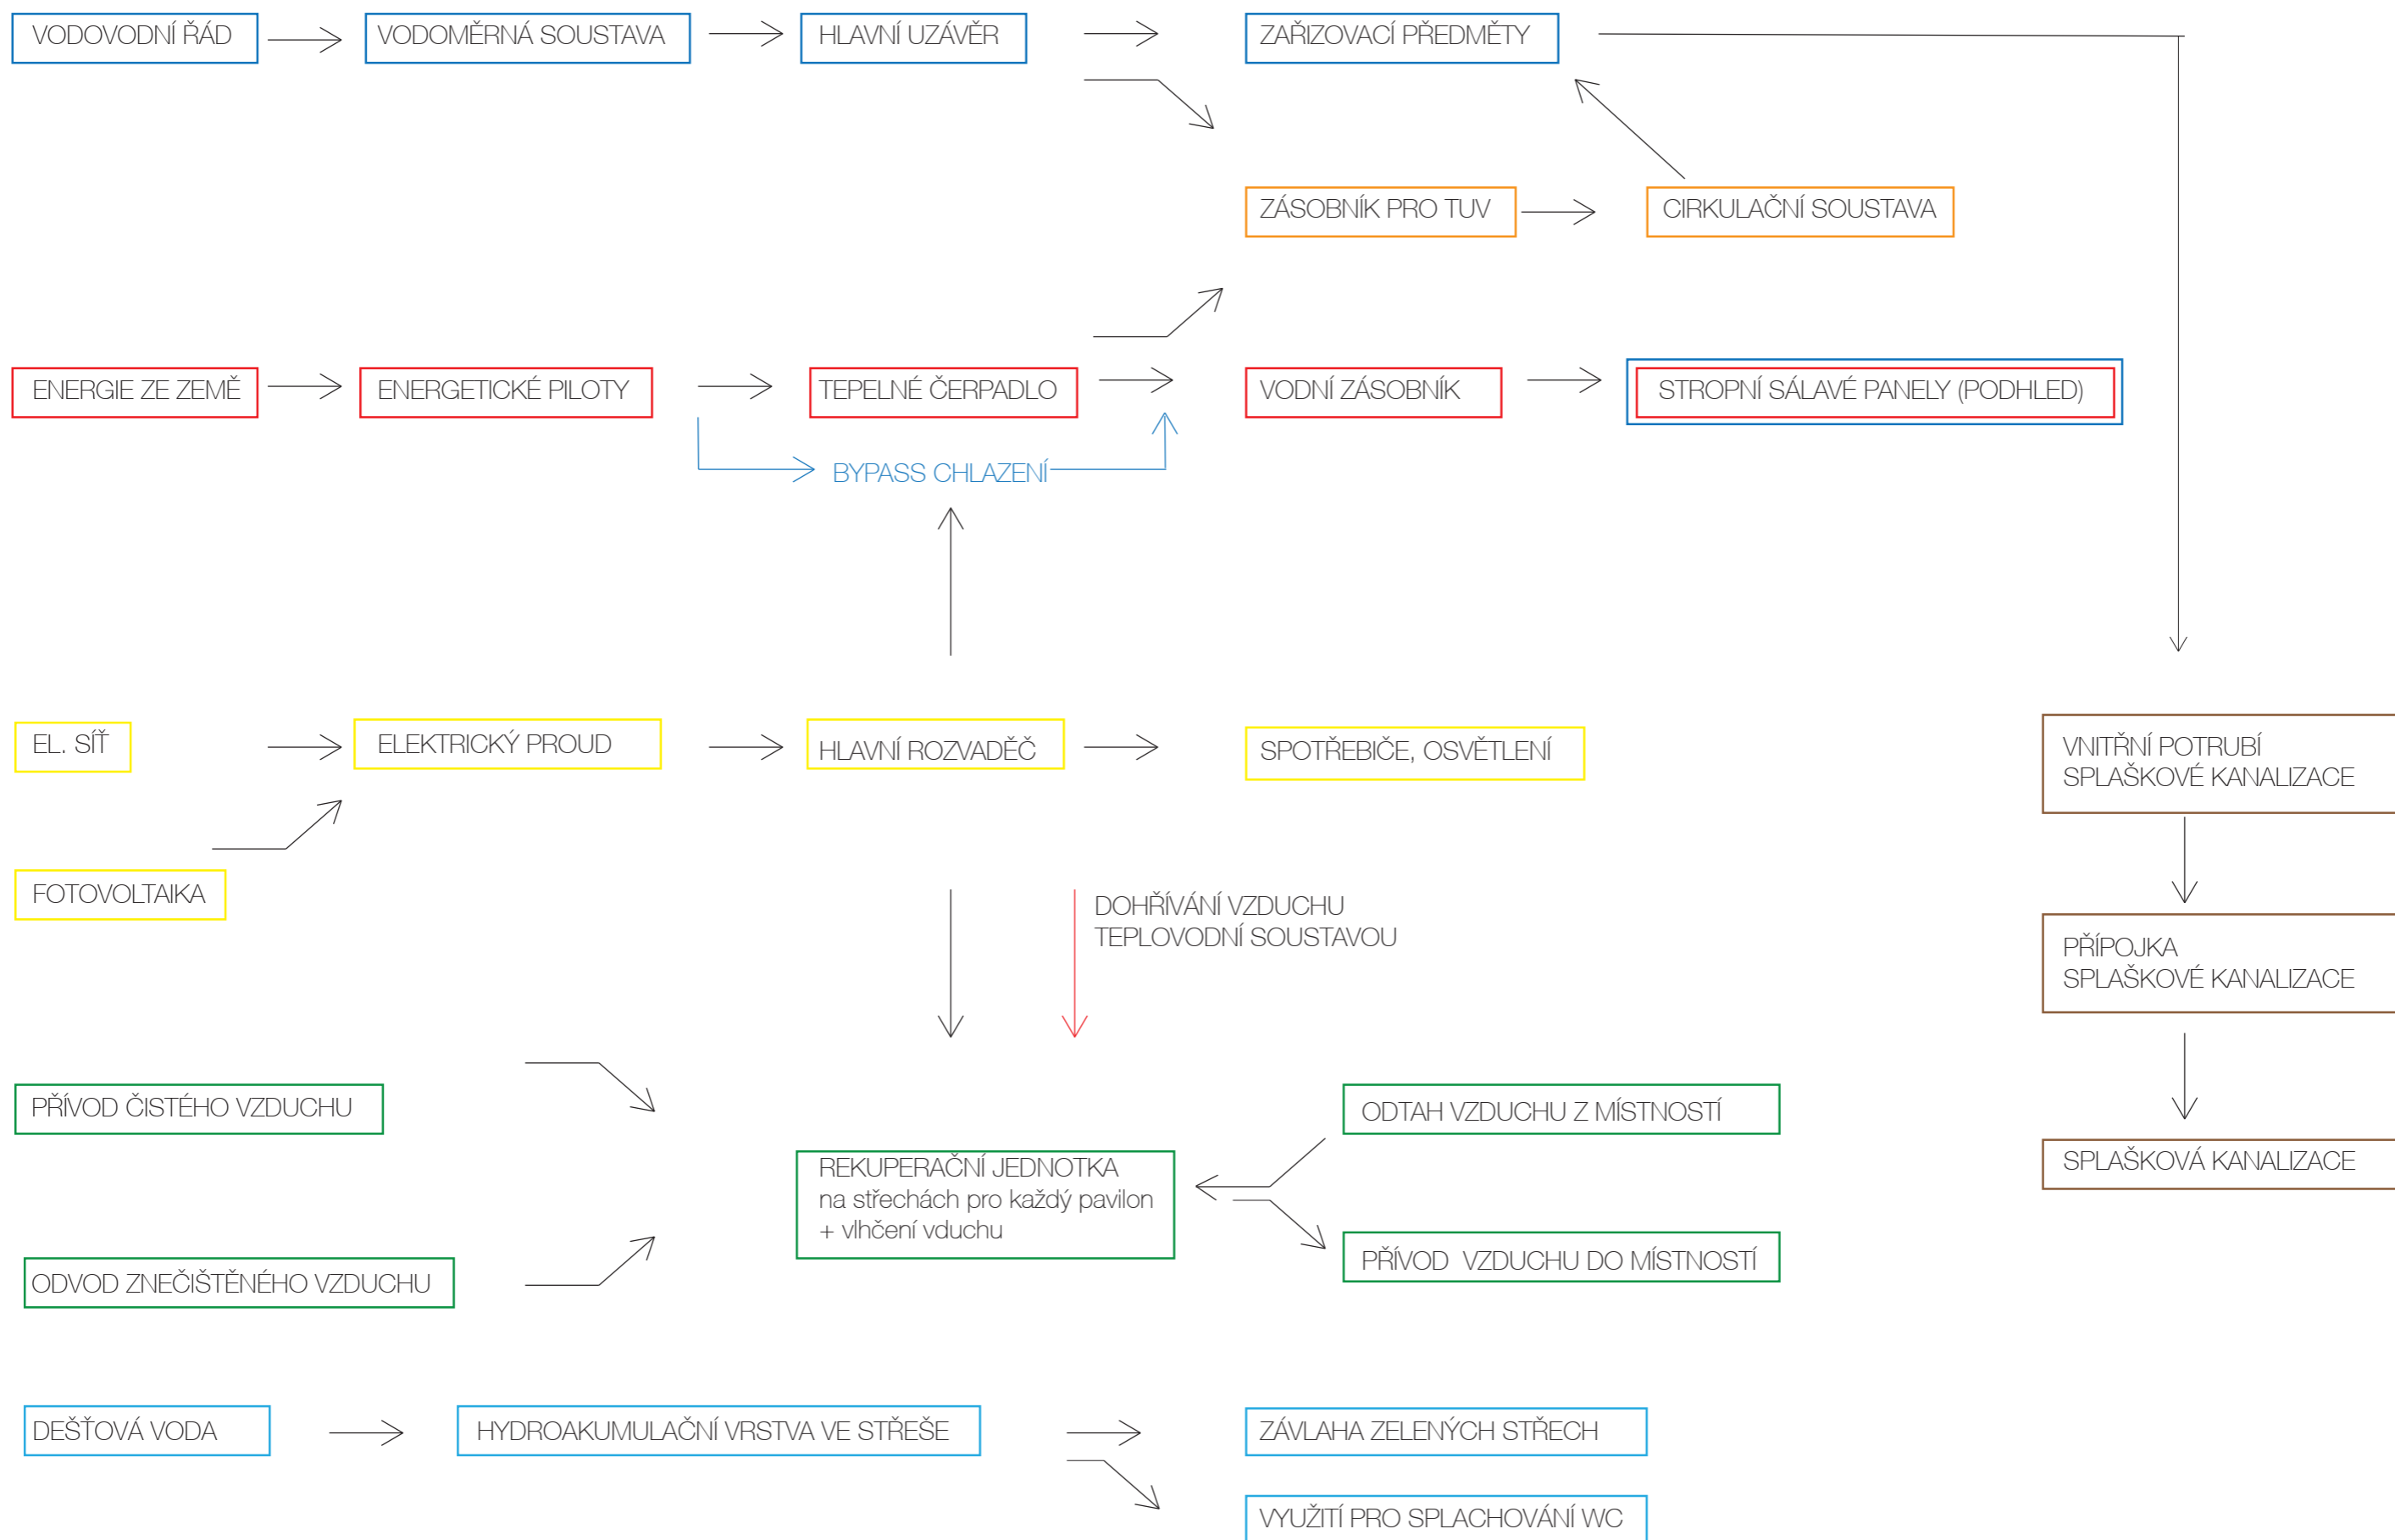 VODOVODNÍ ŘÁD
VODOMĚRNÁ SOUSTAVA
HLAVNÍ UZÁVĚR
ZAŘIZOVACÍ PŘEDMĚTY
ZÁSOBNÍK PRO TUV
CIRKULAČNÍ SOUSTAVA
ENERGIE ZE ZEMĚ
ENERGETICKÉ PILOTY
TEPELNÉ ČERPADLO
VODNÍ ZÁSOBNÍK
STROPNÍ SÁLAVÉ PANELY (PODHLED)
BYPASS CHLAZENÍ
EL. SÍŤ
ELEKTRICKÝ PROUD
HLAVNÍ ROZVADĚČ
SPOTŘEBIČE, OSVĚTLENÍ
VNITŘNÍ POTRUBÍ
SPLAŠKOVÉ KANALIZACE
FOTOVOLTAIKA
DOHŘÍVÁNÍ VZDUCHU
TEPLOVODNÍ SOUSTAVOU
PŘÍPOJKA
SPLAŠKOVÉ KANALIZACE
PŘÍVOD ČISTÉHO VZDUCHU
ODTAH VZDUCHU Z MÍSTNOSTÍ
REKUPERAČNÍ JEDNOTKA
na střechách pro každý pavilon
+ vlhčení vduchu
SPLAŠKOVÁ KANALIZACE
ODVOD ZNEČIŠTĚNÉHO VZDUCHU
PŘÍVOD  VZDUCHU DO MÍSTNOSTÍ
DEŠŤOVÁ VODA
HYDROAKUMULAČNÍ VRSTVA VE STŘEŠE
ZÁVLAHA ZELENÝCH STŘECH
VYUŽITÍ PRO SPLACHOVÁNÍ WC